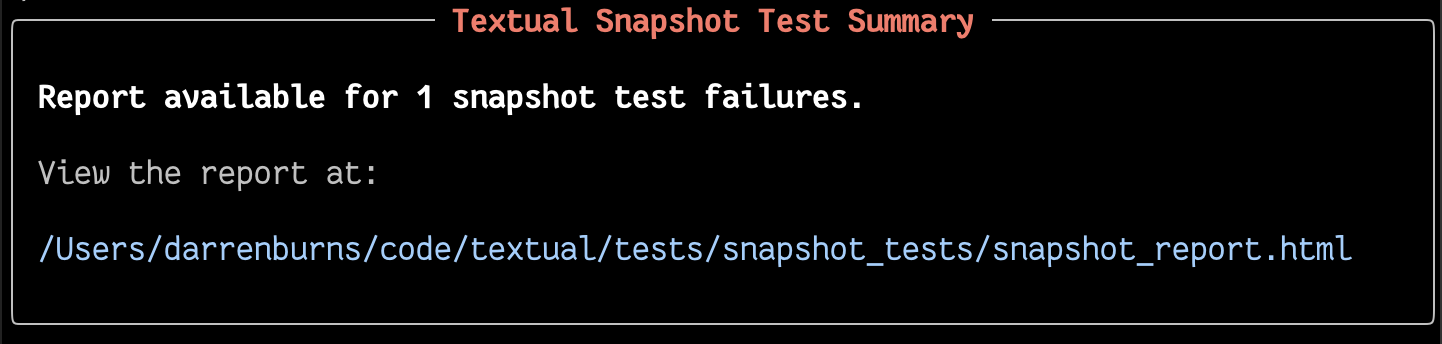 Textual Snapshot Test Summary
Report available for 1 snapshot test failures.
View the report at:
/Users/darrenburns/code/textual/tests/snapshot_tests/snapshot_report.html